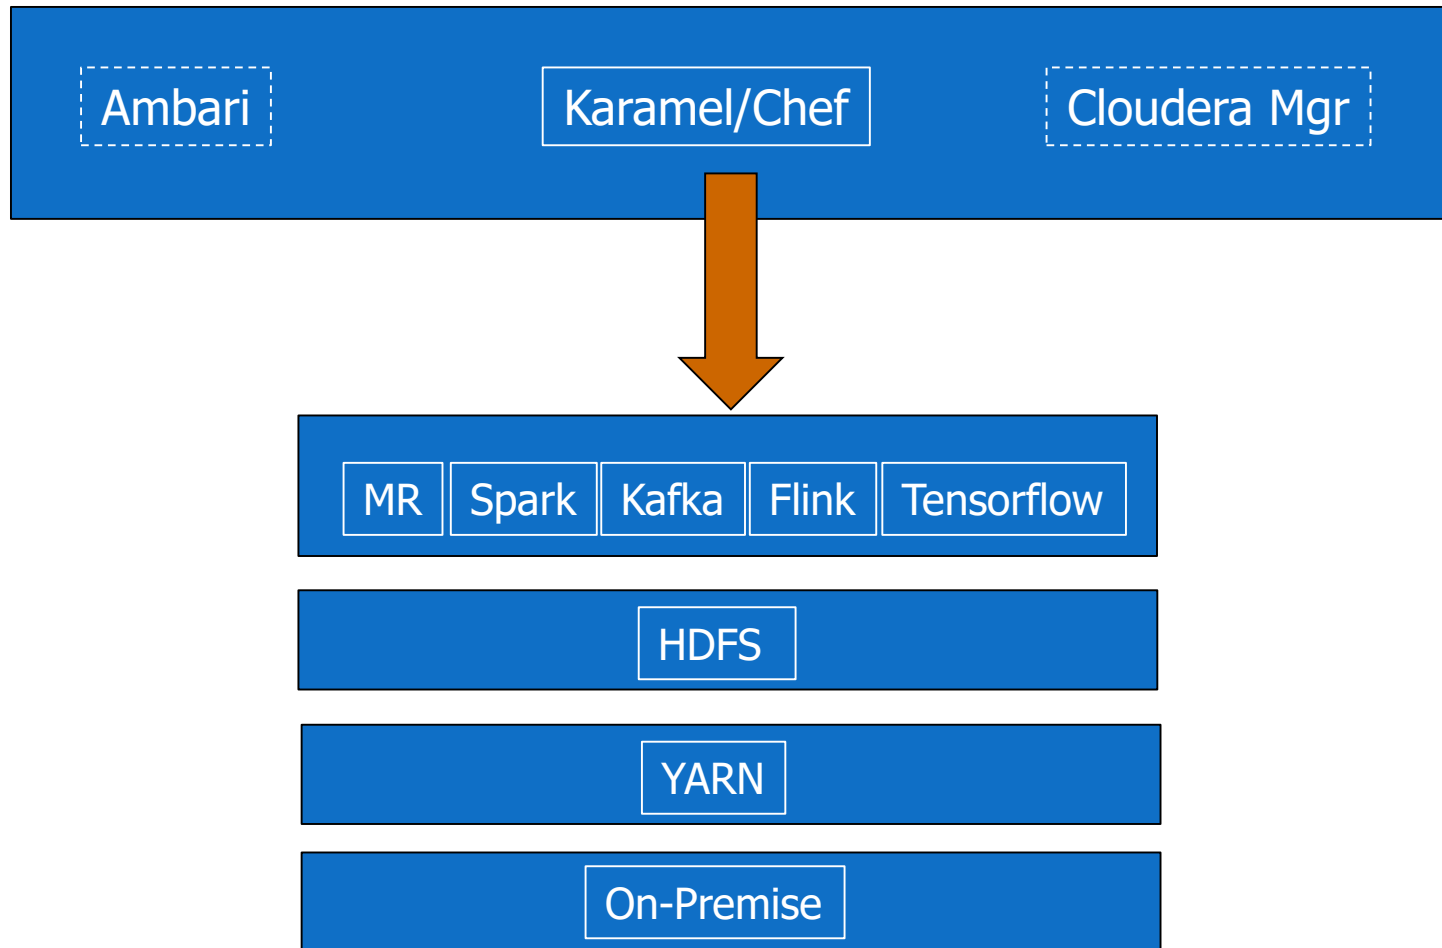 Ambari Karamel/Chef Cloudera Mgr
MR Spark Kafka Flink Tensorflow
HDFS
YARN
On-Premise